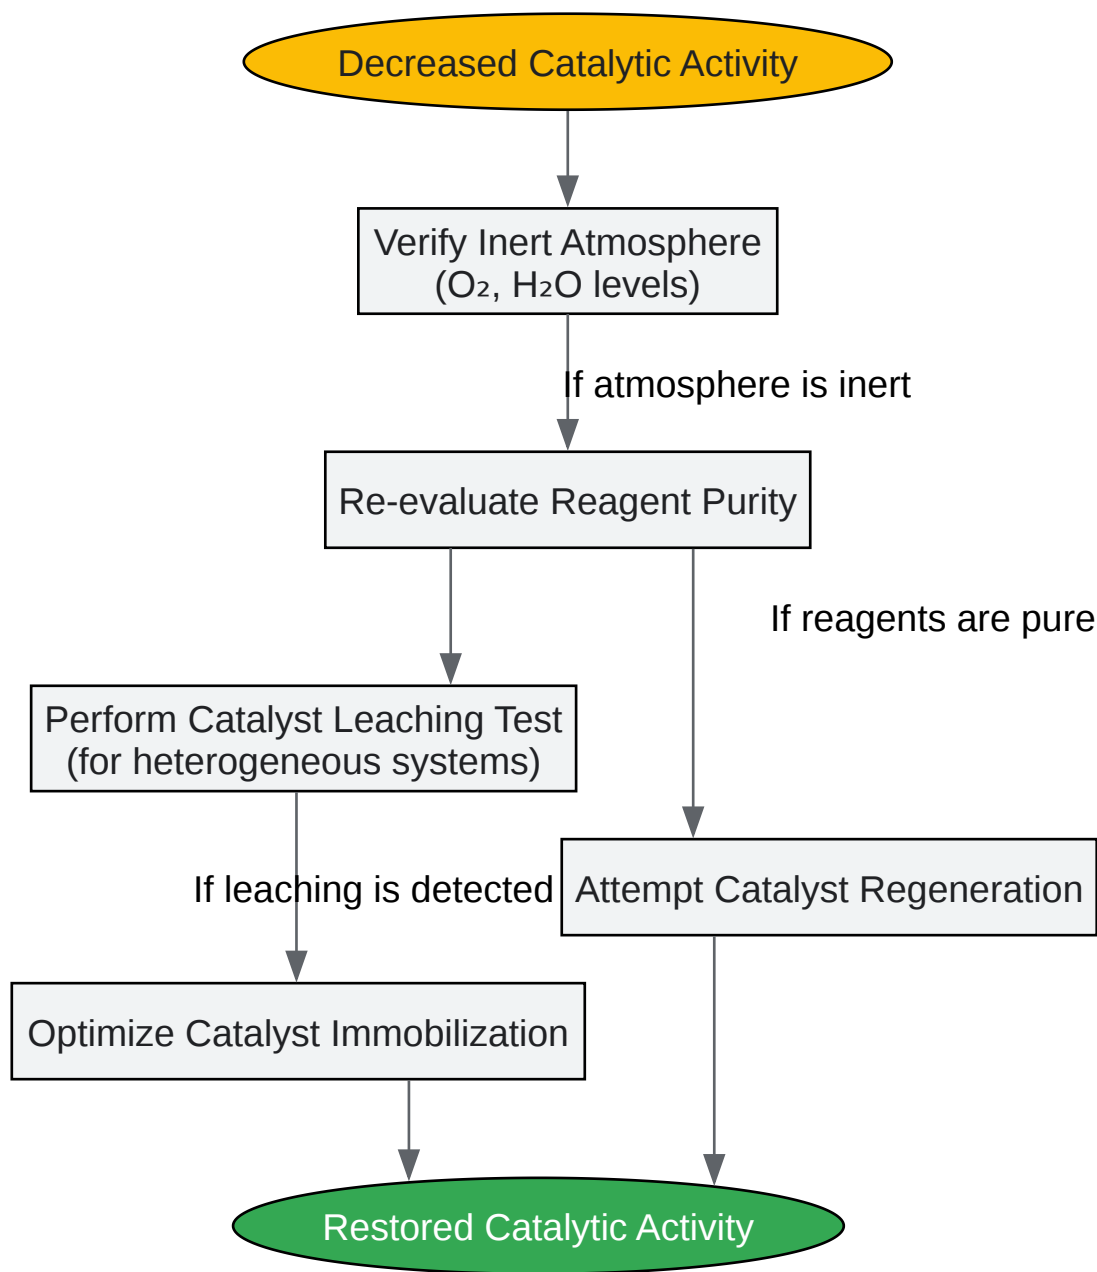 Decreased Catalytic Activity
Verify Inert Atmosphere
(O₂, H₂O levels)
If atmosphere is inert
Re-evaluate Reagent Purity
If reagents are pure
Perform Catalyst Leaching Test
(for heterogeneous systems)
If leaching is detected
Attempt Catalyst Regeneration
Optimize Catalyst Immobilization
Restored Catalytic Activity